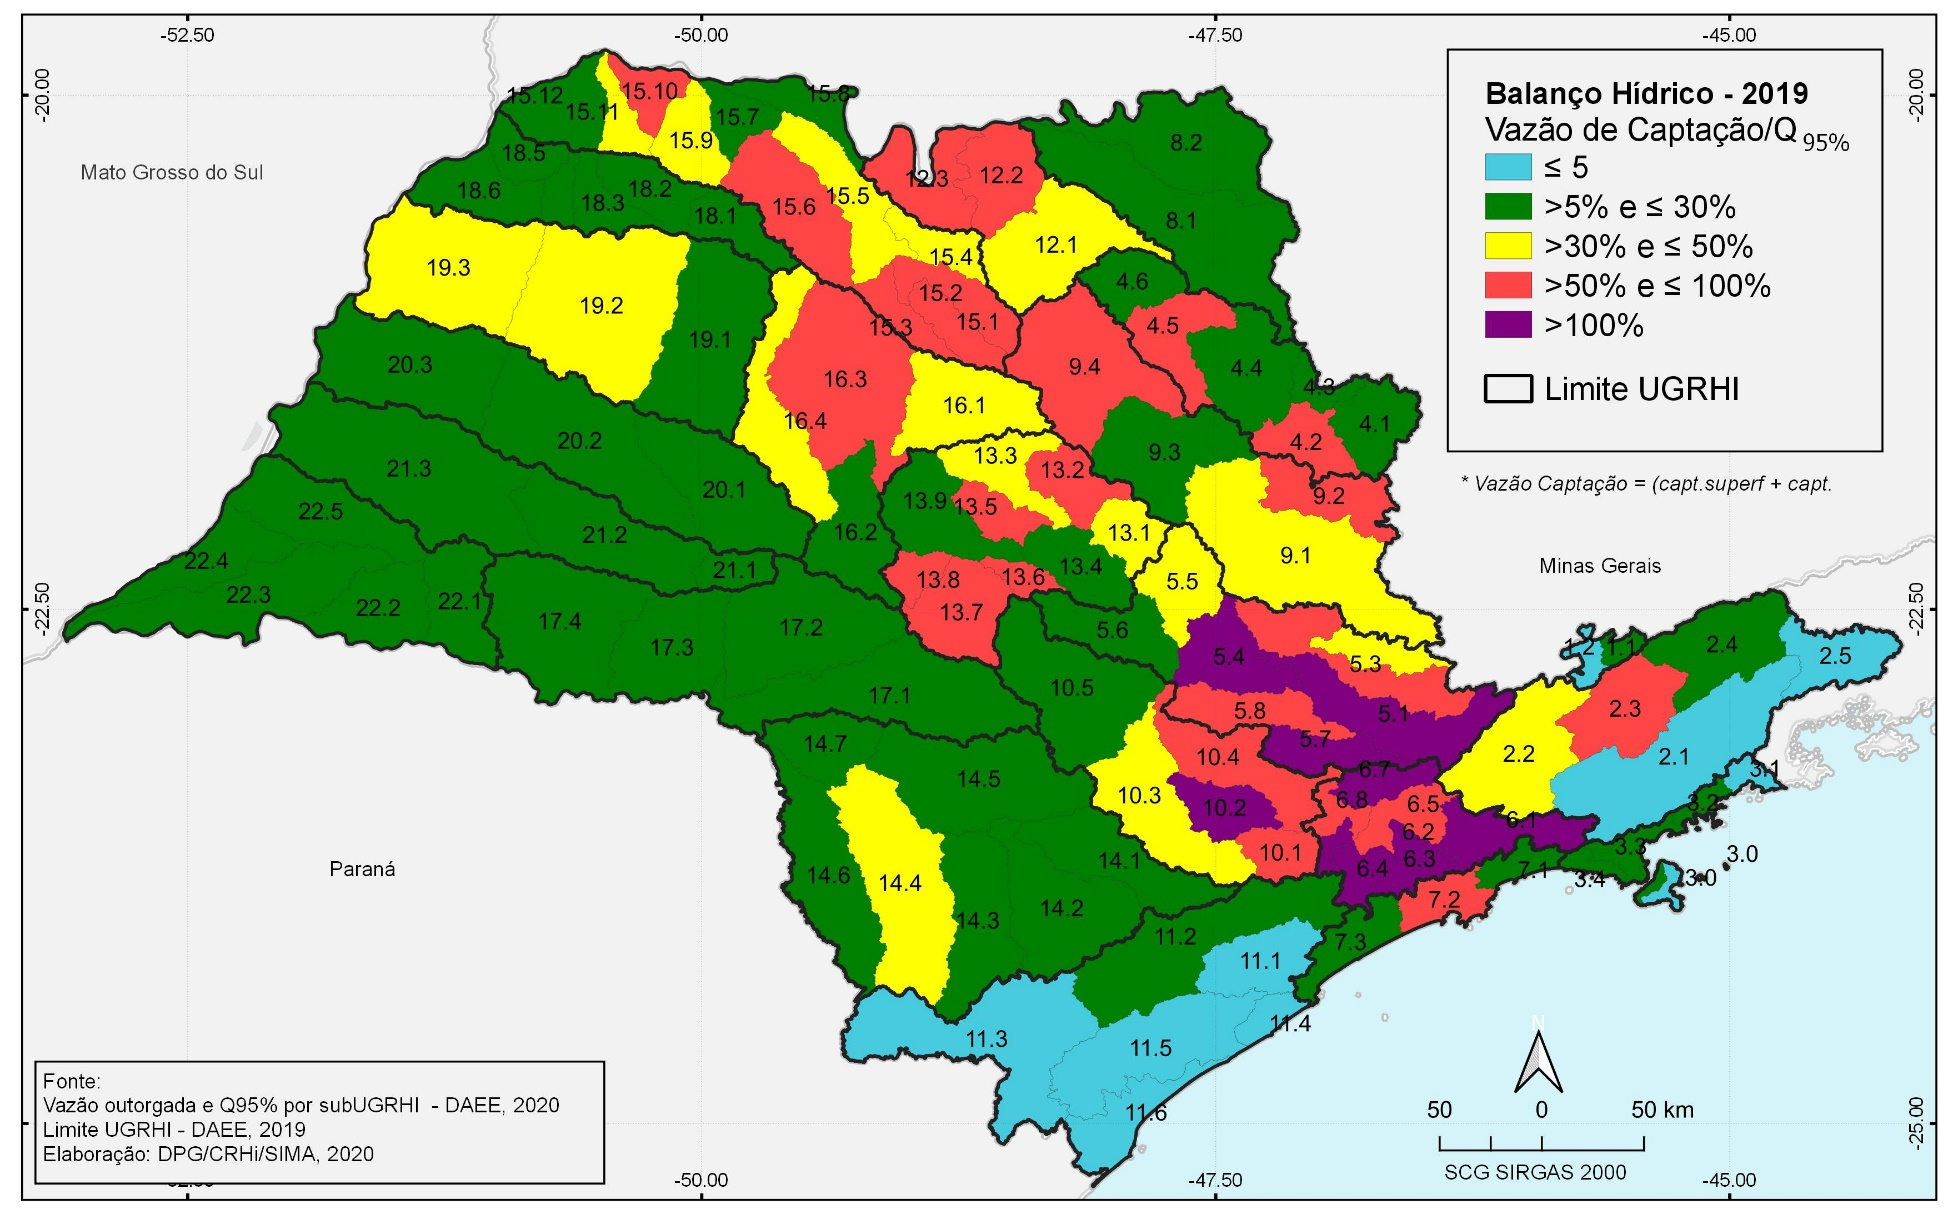 -52.50 -50.00 -47.50 -45.00
-20.00 -20.00
Balanço Hídrico - 2019
Vazão de Captação/Q 95%
≤ 5
>5% e ≤ 30%
>30% e ≤ 50%
>50% e ≤ 100%
>100%
Limite UGRHI
* Vazão Captação = (capt.superf + capt.
Mato Grosso do Sul
Minas Gerais
Paraná
15.12 15.11 15.10 15.9 15.7 15.8
18.5 18.6 18.3 18.2 18.1
15.6 15.5 15.4 12.3 12.2 12.1 8.2 8.1
19.3 19.2 19.1
15.3 15.2 15.1
4.6 4.5 4.4 4.3 4.1 4.2
20.3 20.2 20.1
16.3 16.4 16.1 16.2
9.4 9.3 9.2 9.1
21.3 21.2 21.1
13.3 13.2 13.9 13.5 13.1 13.4 13.8 13.6 13.7
22.5 22.4 22.3 22.2 22.1
-22.50 -22.50
17.4 17.3 17.2 17.1
5.5 5.6 5.4 5.3 5.8 5.1 5.7
10.5 10.4 10.3 10.2 10.1
1.2 1.1
2.4 2.5 2.3 2.2 2.1
6.7 6.8 6.5 6.2 6.1 6.3 6.4
3.1 3.2 3.3 3.4 3.0 3.0
7.1 7.2 7.3
14.7 14.5 14.6 14.4 14.1 14.3 14.2
11.2 11.1 11.3 11.4 11.5 11.6
N
50 0 50 km
SCG SIRGAS 2000
Fonte:
Vazão outorgada e Q95% por subUGRHI - DAEE, 2020
Limite UGRHI - DAEE, 2019
Elaboração: DPG/CRHi/SIMA, 2020
-25.00
-50.00 -47.50 -45.00